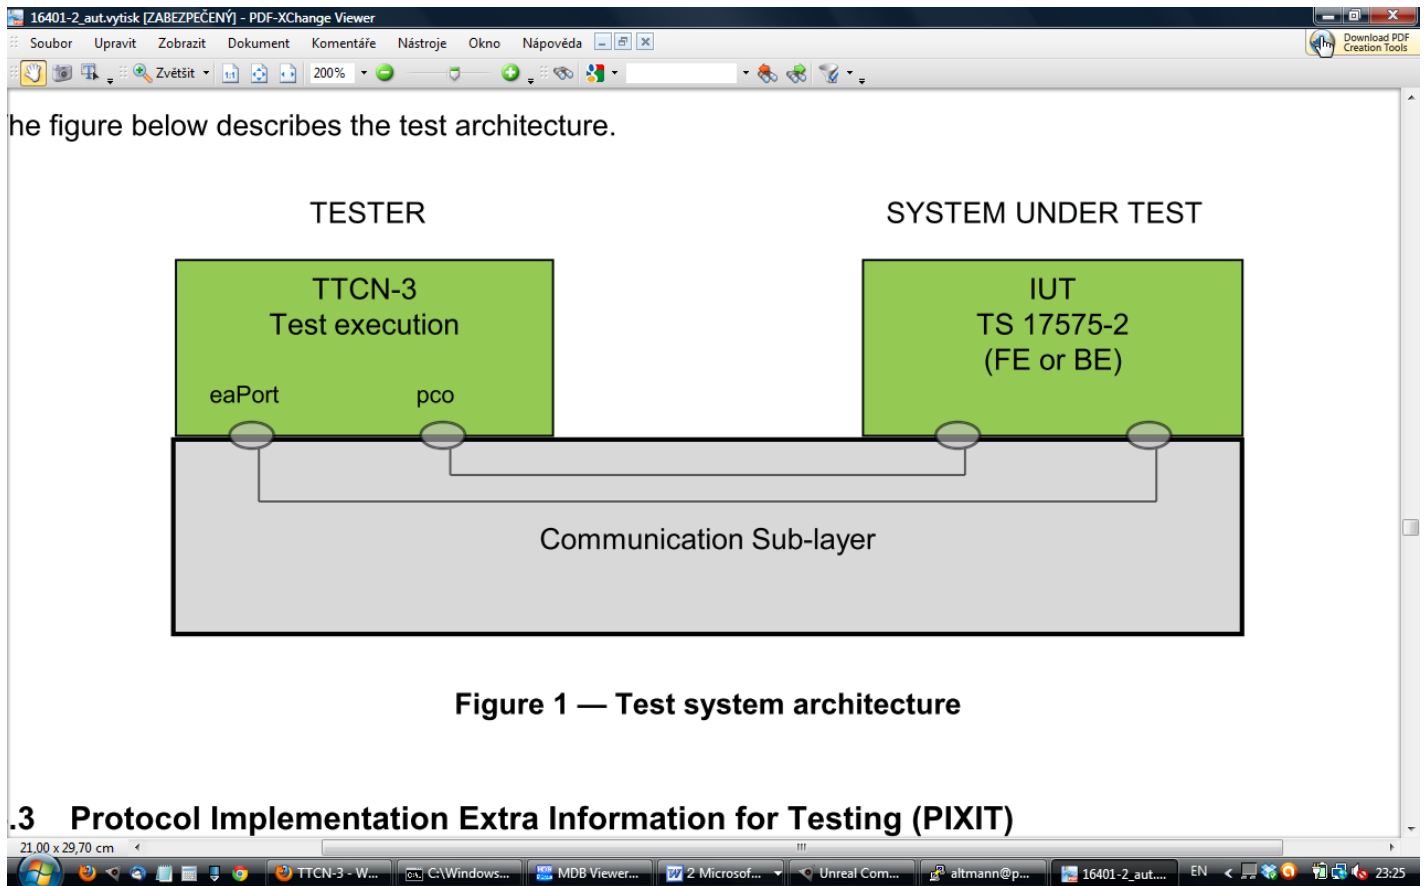 16401-2_aut.vytisk [ZABEZPEČENÝ] - PDF-XChange Viewer
Soubor Upravit Zobrazit Dokument Komentáře Nástroje Okno Nápověda
Download PDF
Creation Tools
Zvětšit 1:1 200%
he figure below describes the test architecture.
TESTER SYSTEM UNDER TEST
TTCN-3
Test execution
eaPort pco
IUT
TS 17575-2
(FE or BE)
Communication Sub-layer
Figure 1 — Test system architecture
.3 Protocol Implementation Extra Information for Testing (PIXIT)
21,00 x 29,70 cm
TTCN-3 - W... C:\Windows... MDB Viewer... 2 Microsof... Unreal Com... altmann@p... 16401-2_aut.... EN 23:25